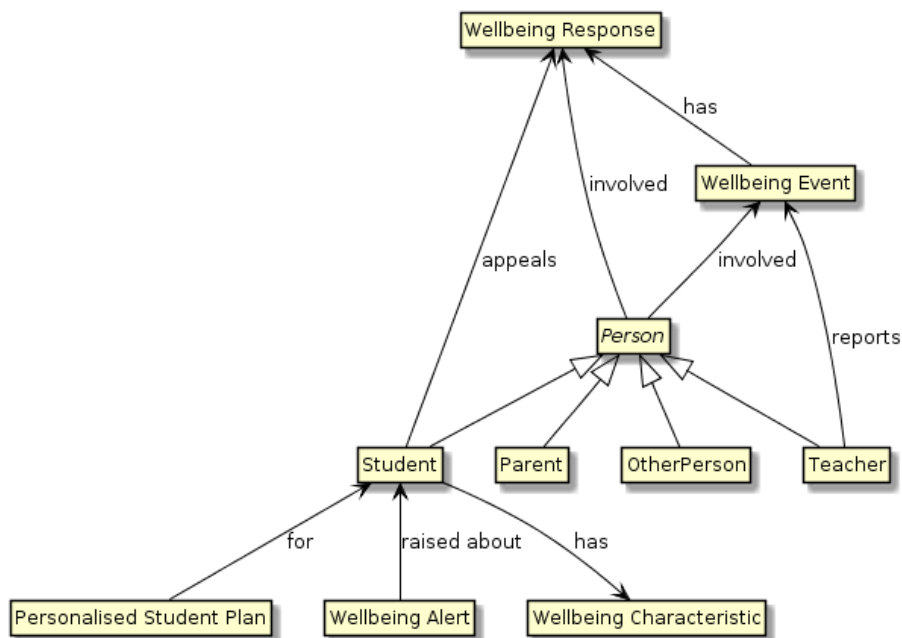 Wellbeing Response
has
Wellbeing Event
involved
involved
appeals
Person
reports
Student
Parent
OtherPerson
Teacher
for
raised about
has
Personalised Student Plan
Wellbeing Alert
Wellbeing Characteristic